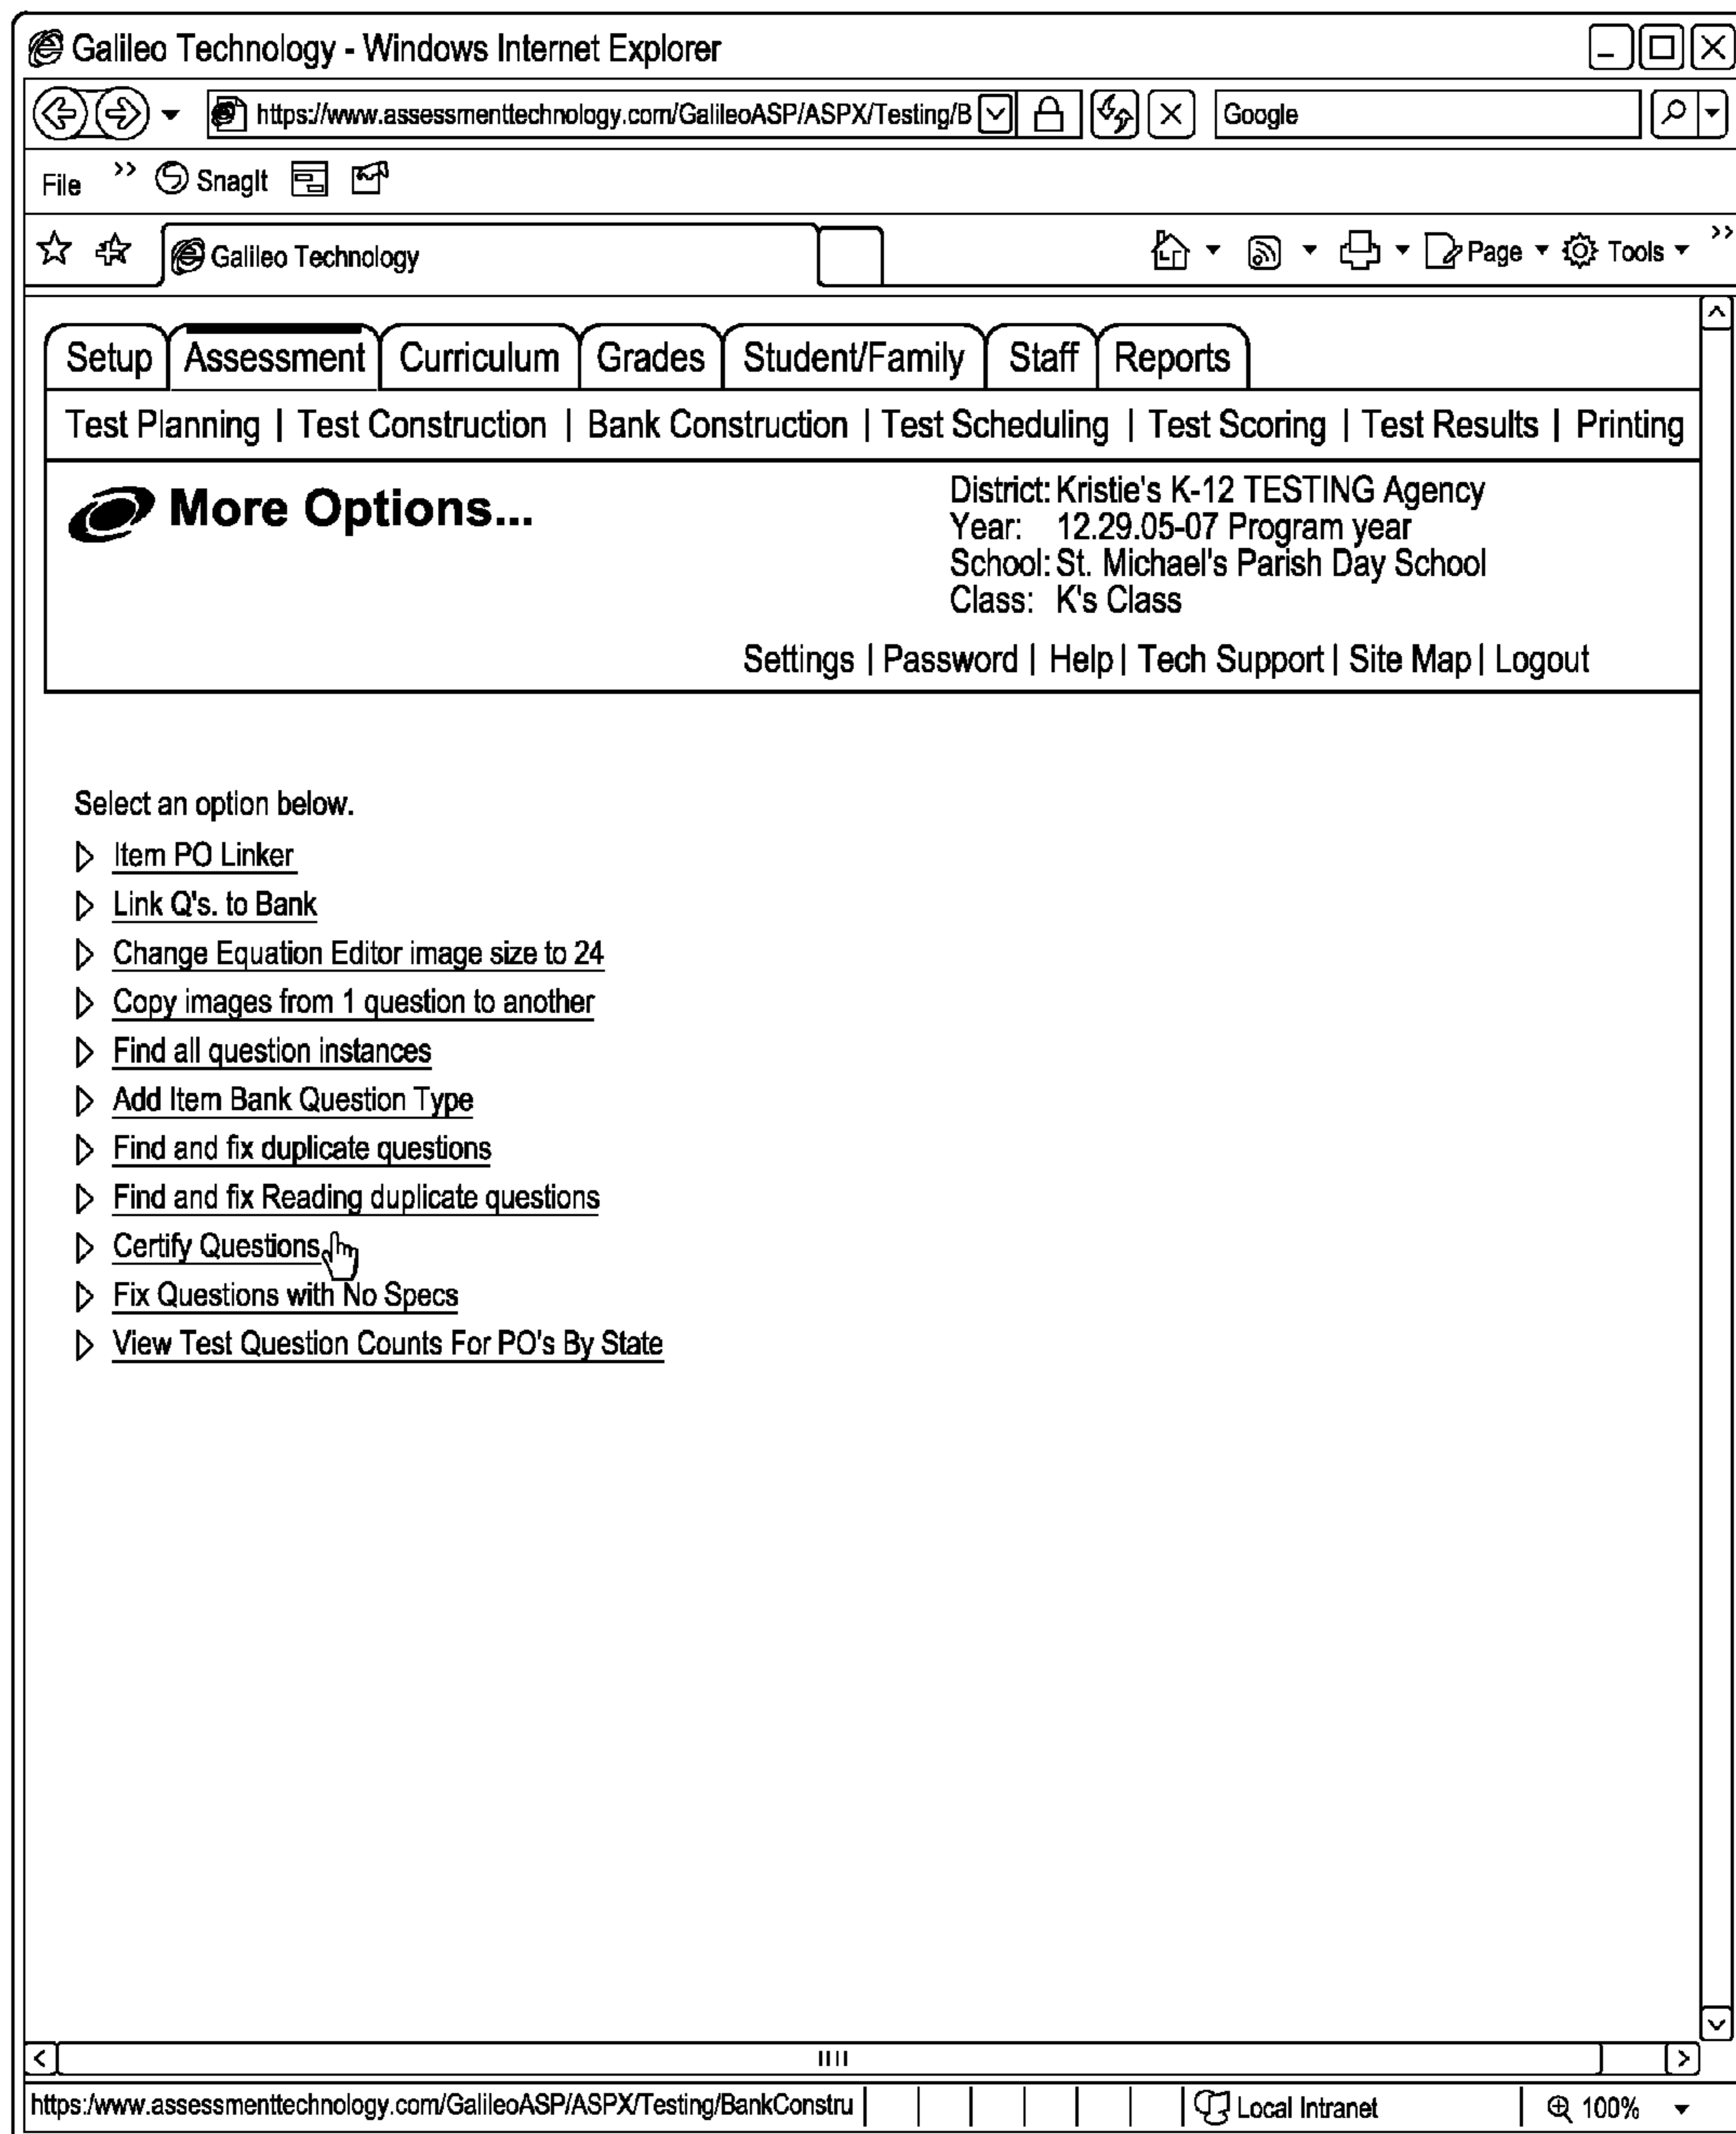 Galileo Technology - Windows Internet Explorer
https://www.assessmenttechnology.com/GalileoASP/ASPX/Testing/B Google
File >> SnagIt
Galileo Technology Page Tools >>
Setup Assessment Curriculum Grades Student/Family Staff Reports
Test Planning | Test Construction | Bank Construction | Test Scheduling | Test Scoring | Test Results | Printing
More Options...
District: Kristie's K-12 TESTING Agency
Year: 12.29.05-07 Program year
School: St. Michael's Parish Day School
Class: K's Class
Settings | Password | Help | Tech Support | Site Map | Logout
Select an option below.
Item PO Linker
Link Q's. to Bank
Change Equation Editor image size to 24
Copy images from 1 question to another
Find all question instances
Add Item Bank Question Type
Find and fix duplicate questions
Find and fix Reading duplicate questions
Certify Questions
Fix Questions with No Specs
View Test Question Counts For PO's By State
https:/www.assessmenttechnology.com/GalileoASP/ASPX/Testing/BankConstru Local Intranet 100%